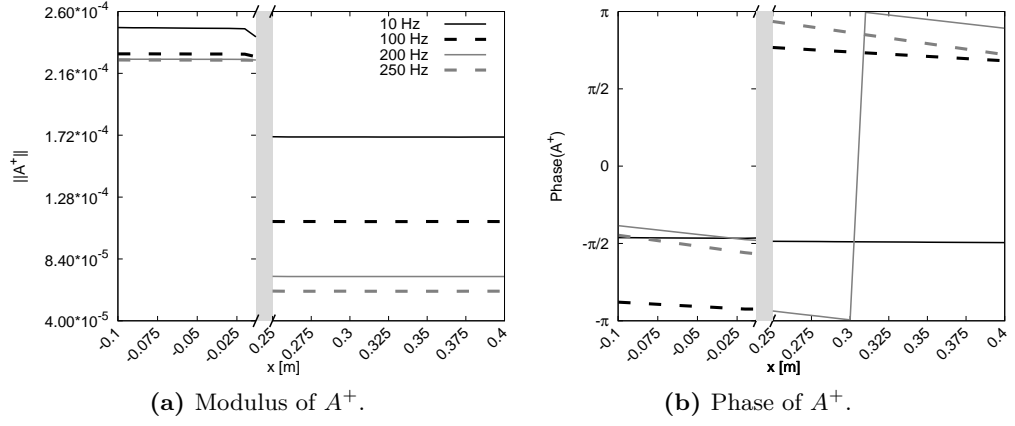 2.60*10-4
2.16*10-4
1.72*10-4
1.28*10-4
8.40*10-5
4.00*10-5
||A+||
10 Hz
100 Hz
200 Hz
250 Hz
-0.1
-0.075
-0.05
-0.025
0.25
0.275
0.3
0.325
0.35
0.375
0.4
x [m]
(a) Modulus of A+.
π
π/2
0
-π/2
-π
Phase(A+)
-0.1
-0.075
-0.05
-0.025
0.25
0.275
0.3
0.325
0.35
0.375
0.4
x [m]
(b) Phase of A+.